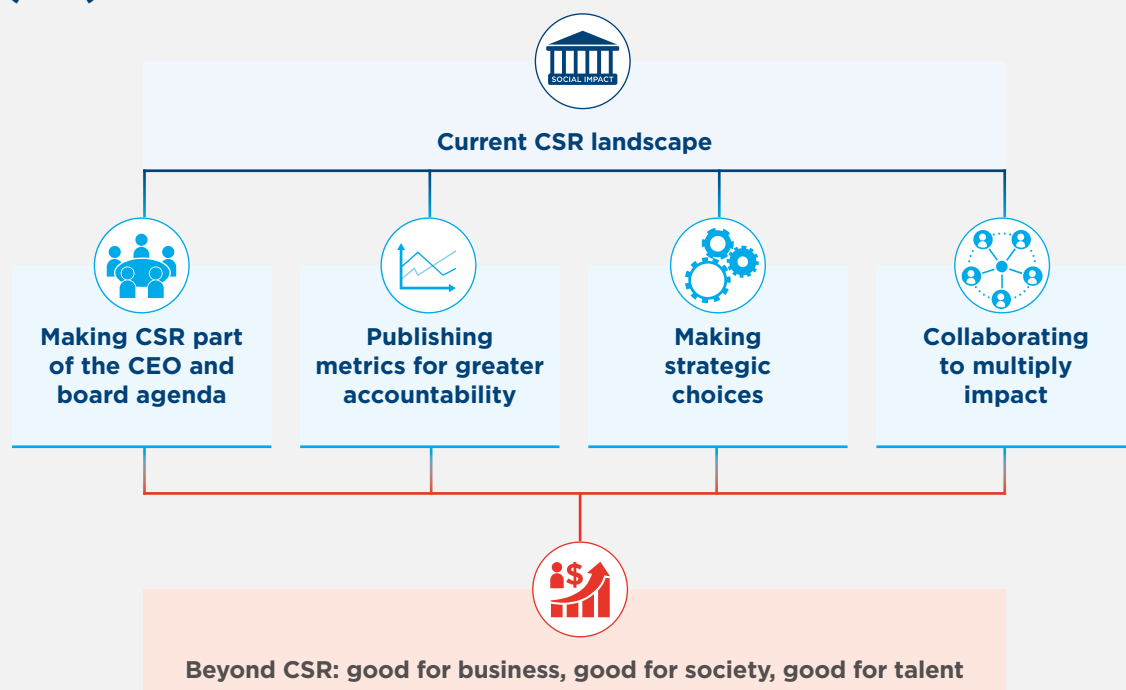 SOCIAL IMPACT
Current CSR landscape
Making CSR part
of the CEO and
board agenda
Publishing
metrics for greater
accountability
Making
strategic
choices
Collaborating
to multiply
impact
$
Beyond CSR: good for business, good for society, good for talent